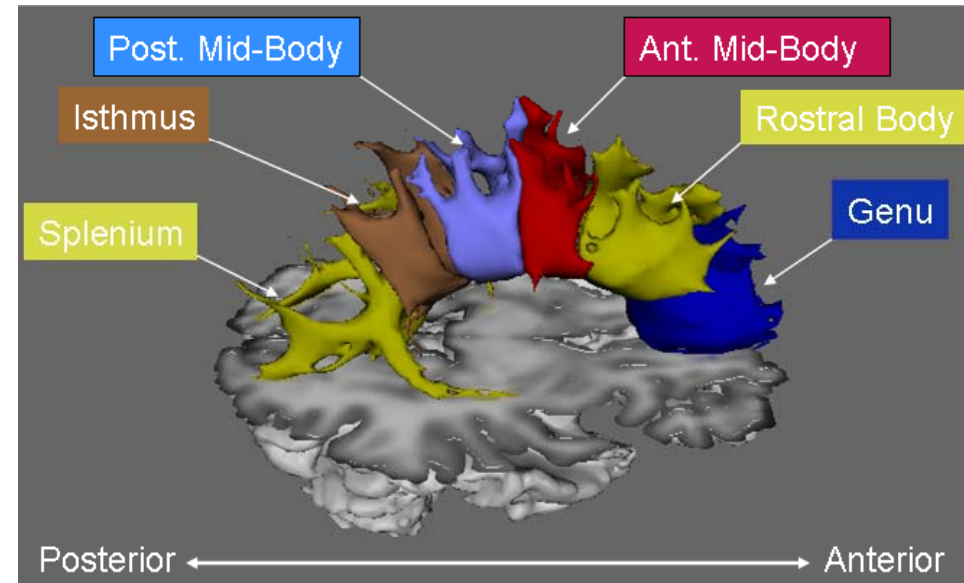 Post. Mid-Body
Ant. Mid-Body
Isthmus
Rostral Body
Splenium
Genu
Posterior
Anterior